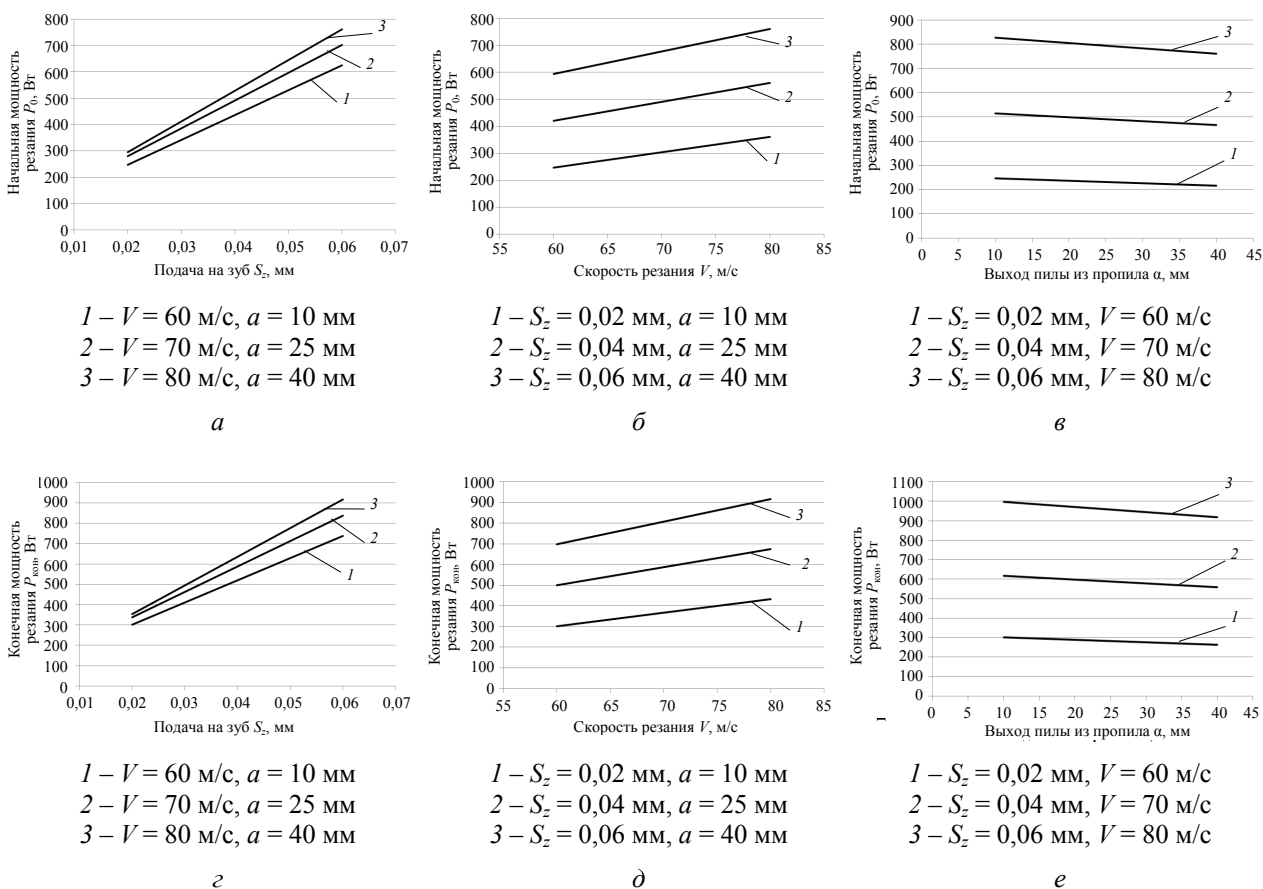 Начальная мощность
резания P₀, Вт
800
700
600
500
400
300
200
100
0
0,01 0,02 0,03 0,04 0,05 0,06 0,07
3
2
1
Подача на зуб Sz, мм
1 – V = 60 м/с, a = 10 мм
2 – V = 70 м/с, a = 25 мм
3 – V = 80 м/с, a = 40 мм
а
Начальная мощность
резания P₀, Вт
800
700
600
500
400
300
200
100
0
55 60 65 70 75 80 85
3
2
1
Скорость резания V, м/с
1 – Sz = 0,02 мм, a = 10 мм
2 – Sz = 0,04 мм, a = 25 мм
3 – Sz = 0,06 мм, a = 40 мм
б
Начальная мощность
резания P₀, Вт
900
800
700
600
500
400
300
200
100
0
0 5 10 15 20 25 30 35 40 45
3
2
1
Выход пилы из пропила α, мм
1 – Sz = 0,02 мм, V = 60 м/с
2 – Sz = 0,04 мм, V = 70 м/с
3 – Sz = 0,06 мм, V = 80 м/с
в
Конечная мощность
резания Pкон, Вт
1000
900
800
700
600
500
400
300
200
100
0
0,01 0,02 0,03 0,04 0,05 0,06 0,07
3
2
1
Подача на зуб Sz, мм
1 – V = 60 м/с, a = 10 мм
2 – V = 70 м/с, a = 25 мм
3 – V = 80 м/с, a = 40 мм
г
Конечная мощность
резания Pкон, Вт
1000
900
800
700
600
500
400
300
200
100
0
55 60 65 70 75 80 85
3
2
1
Скорость резания V, м/с
1 – Sz = 0,02 мм, a = 10 мм
2 – Sz = 0,04 мм, a = 25 мм
3 – Sz = 0,06 мм, a = 40 мм
д
Конечная мощность
резания Pкон, Вт
1100
1000
900
800
700
600
500
400
300
200
100
0
0 5 10 15 20 25 30 35 40 45
3
2
1
Выход пилы из пропила α, мм
1 – Sz = 0,02 мм, V = 60 м/с
2 – Sz = 0,04 мм, V = 70 м/с
3 – Sz = 0,06 мм, V = 80 м/с
е